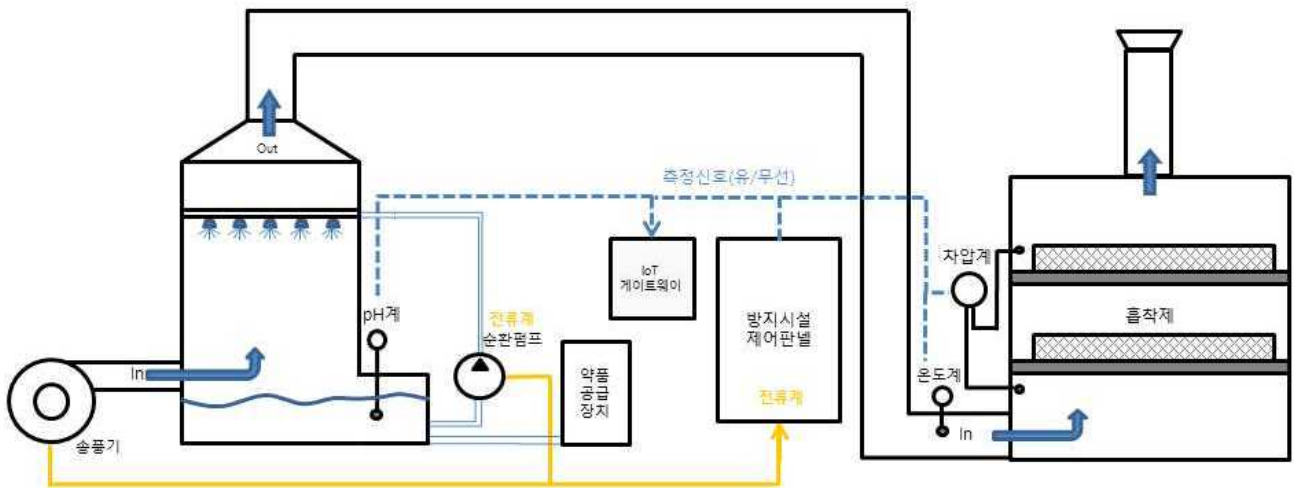 Out
측정신호(유/무선)
IoT
게이트웨이
차압계
흡착제
pH계
전류계
순환펌프
방지시설
제어판넬
전류계
In
약품
공급
장치
온도계
In
송풍기